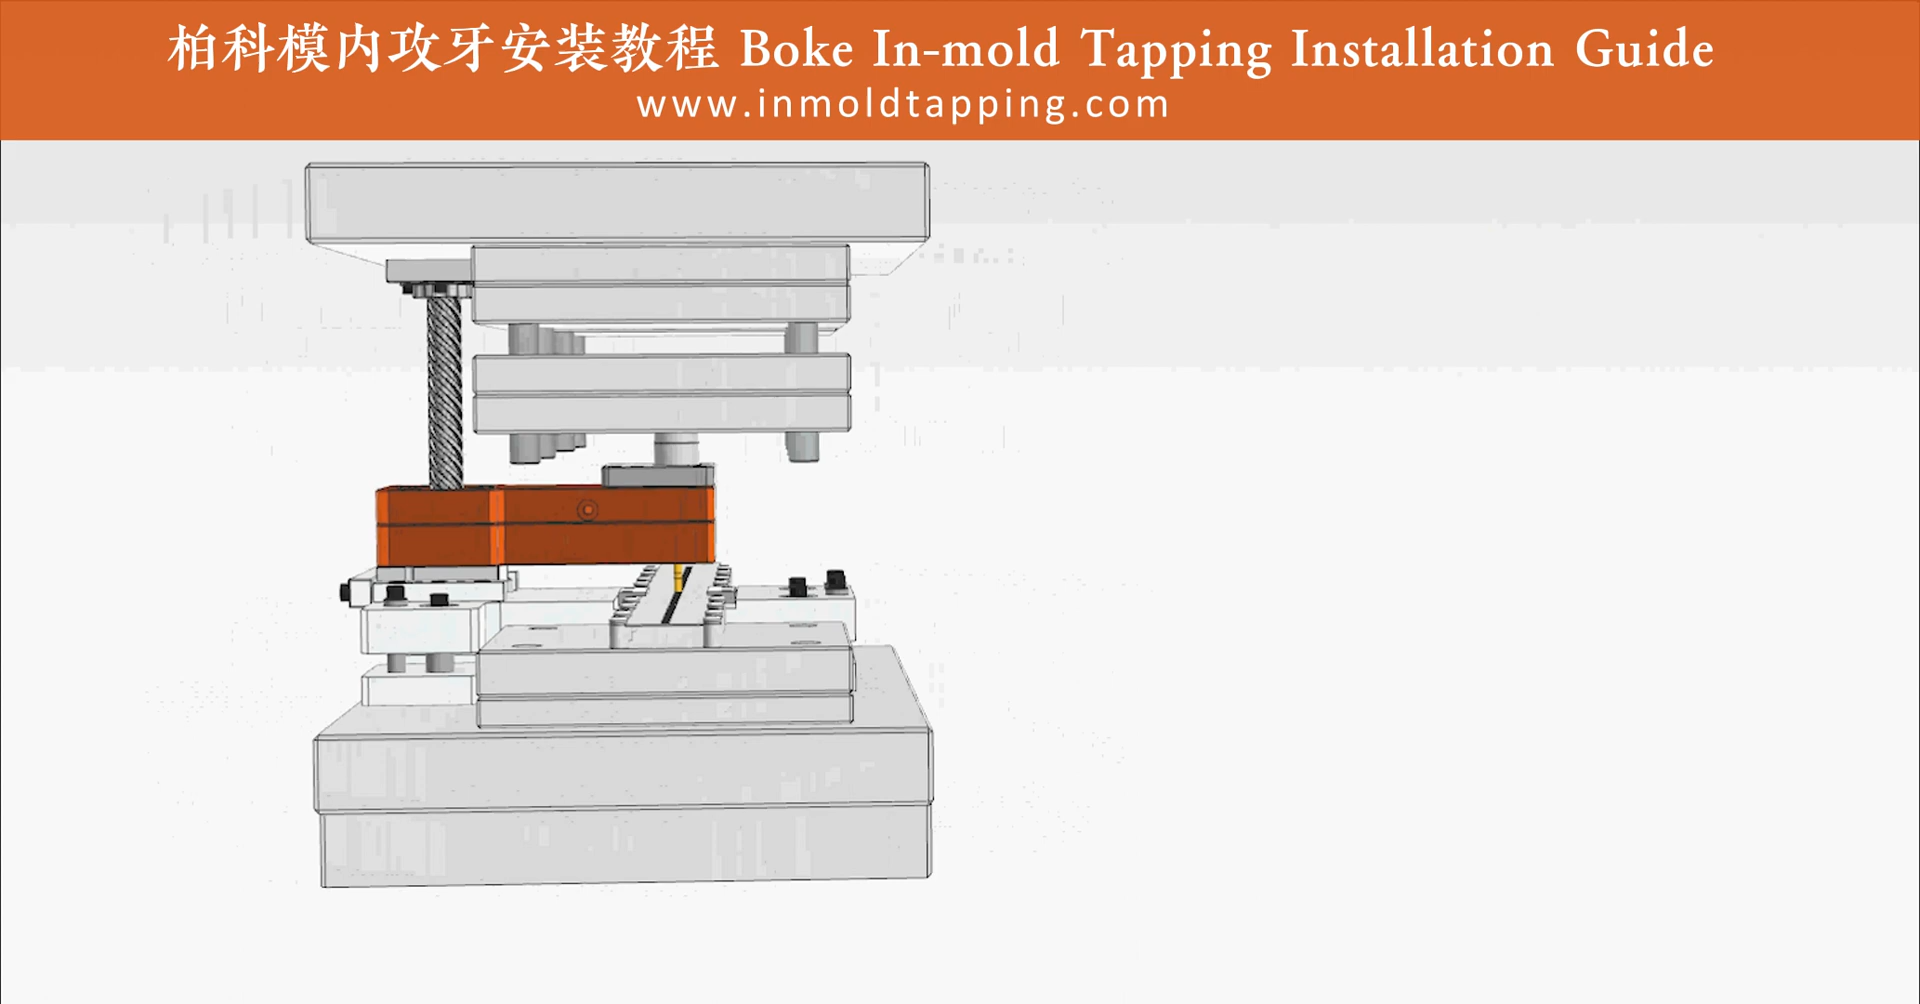 柏科模内攻牙安装教程 Boke In-mold Tapping Installation Guide
www.inmoldtapping.com